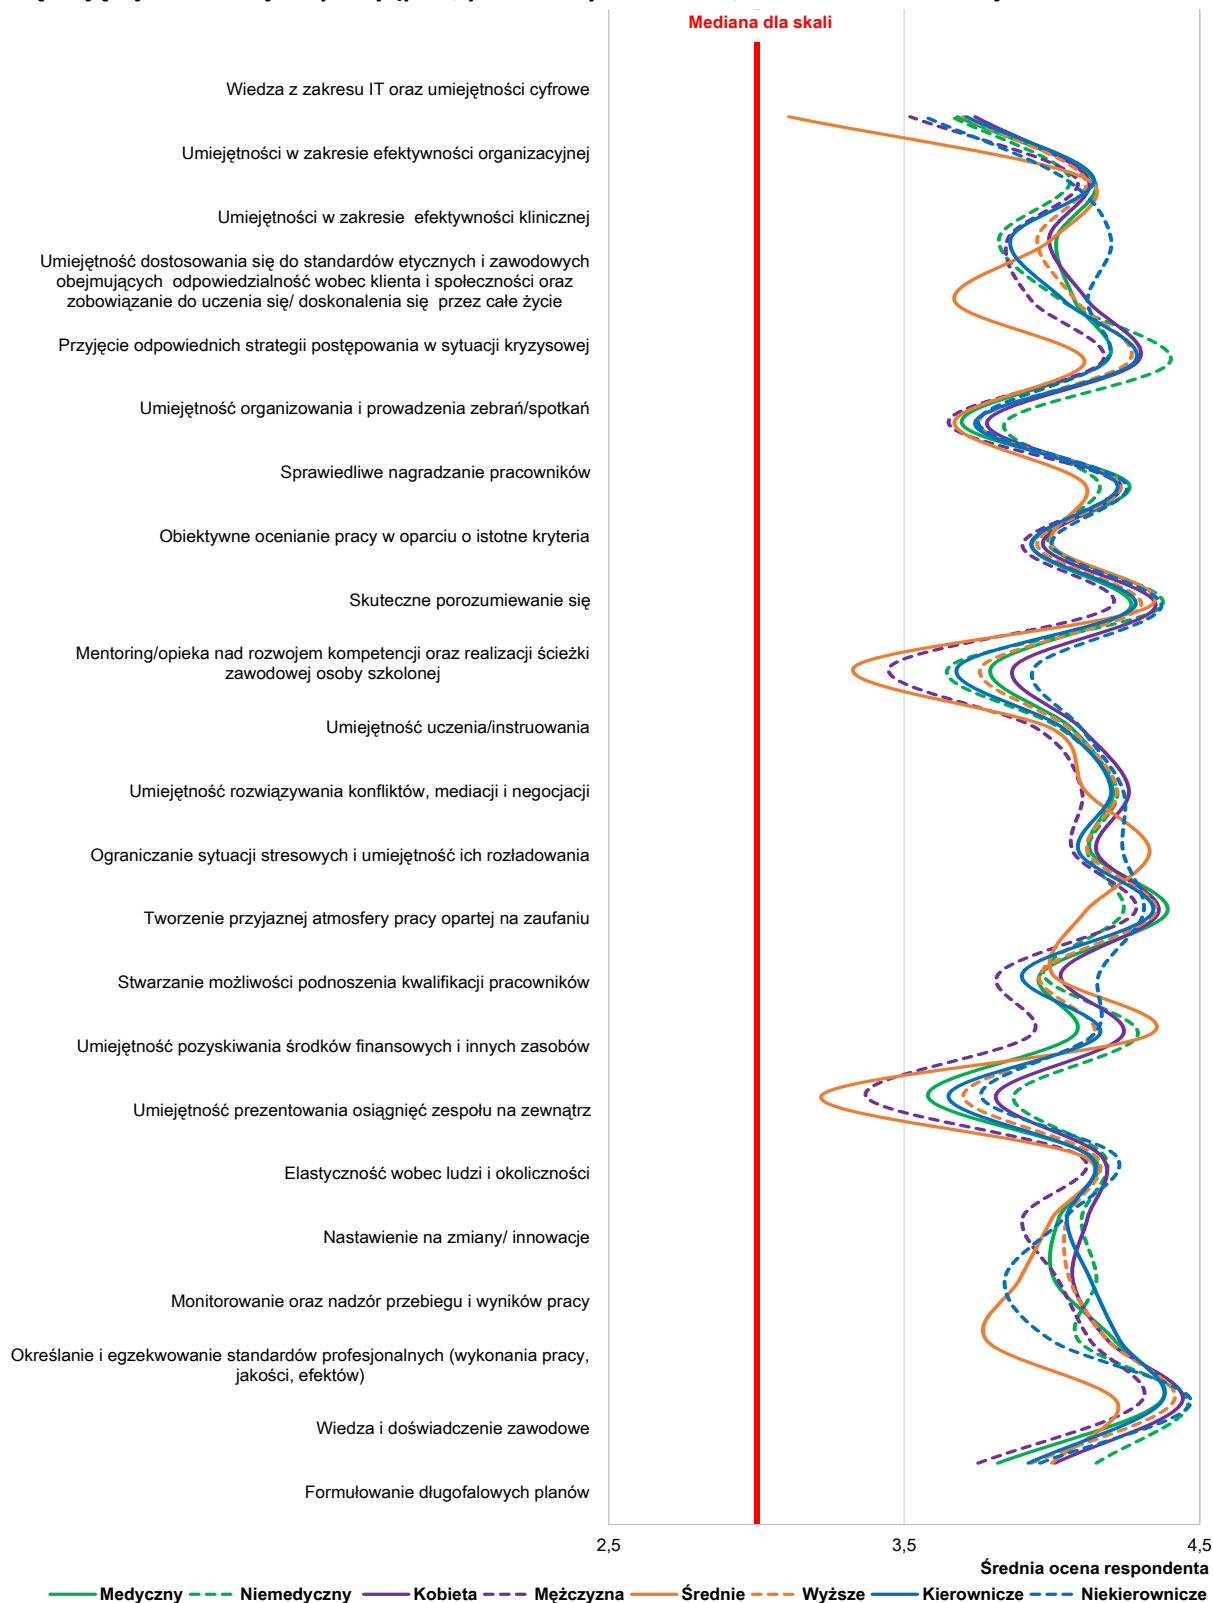 Mediana dla skali
Wiedza z zakresu IT oraz umiejętności cyfrowe
Umiejętności w zakresie efektywności organizacyjnej
Umiejętności w zakresie efektywności klinicznej
Umiejętność dostosowania się do standardów etycznych i zawodowych
obejmujących odpowiedzialność wobec klienta i społeczności oraz
zobowiązanie do uczenia się/ doskonalenia się przez całe życie
Przyjęcie odpowiednich strategii postępowania w sytuacji kryzysowej
Umiejętność organizowania i prowadzenia zebrań/spotkań
Sprawiedliwe nagradzanie pracowników
Obiektywne ocenianie pracy w oparciu o istotne kryteria
Skuteczne porozumiewanie się
Mentoring/opieka nad rozwojem kompetencji oraz realizacji ścieżki
zawodowej osoby szkolonej
Umiejętność uczenia/instruowania
Umiejętność rozwiązywania konfliktów, mediacji i negocjacji
Ograniczanie sytuacji stresowych i umiejętność ich rozładowania
Tworzenie przyjaznej atmosfery pracy opartej na zaufaniu
Stwarzanie możliwości podnoszenia kwalifikacji pracowników
Umiejętność pozyskiwania środków finansowych i innych zasobów
Umiejętność prezentowania osiągnięć zespołu na zewnątrz
Elastyczność wobec ludzi i okoliczności
Nastawienie na zmiany/ innowacje
Monitorowanie oraz nadzór przebiegu i wyników pracy
Określanie i egzekwowanie standardów profesjonalnych (wykonania pracy,
jakości, efektów)
Wiedza i doświadczenie zawodowe
Formułowanie długofalowych planów
2,5 3,5 4,5
Średnia ocena respondenta
Medyczny Niemedyczny Kobieta Mężczyzna Średnie Wyższe Kierownicze Niekierownicze